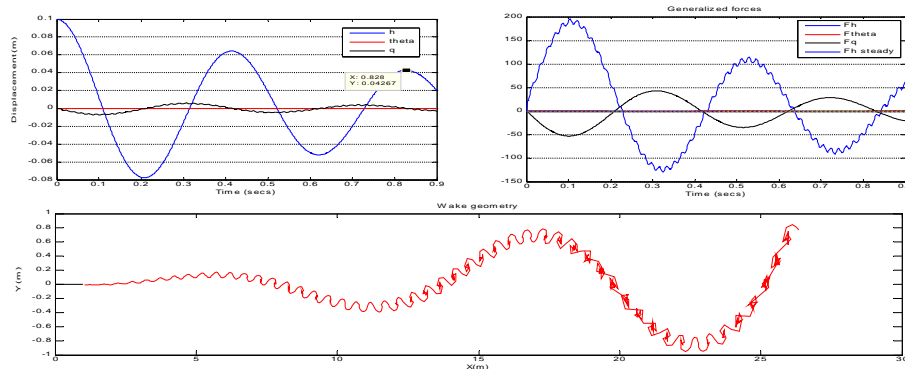 h
theta
q
0.1
0.08
0.06
0.04
0.02
0
-0.02
-0.04
-0.06
-0.08
Displacement(m)
X: 0.828
Y: 0.04267
0 0.1 0.2 0.3 0.4 0.5 0.6 0.7 0.8 0.9
Time (secs)
Generalized forces
Fh
Ftheta
Fq
Fh steady
200
150
100
50
0
-50
-100
-150
0 0.1 0.2 0.3 0.4 0.5 0.6 0.7 0.8 0.9
Time (secs)
Wake geometry
1
0.8
0.6
0.4
0.2
0
-0.2
-0.4
-0.6
-0.8
-1
Y(m)
0 5 10 15 20 25 30
X(m)